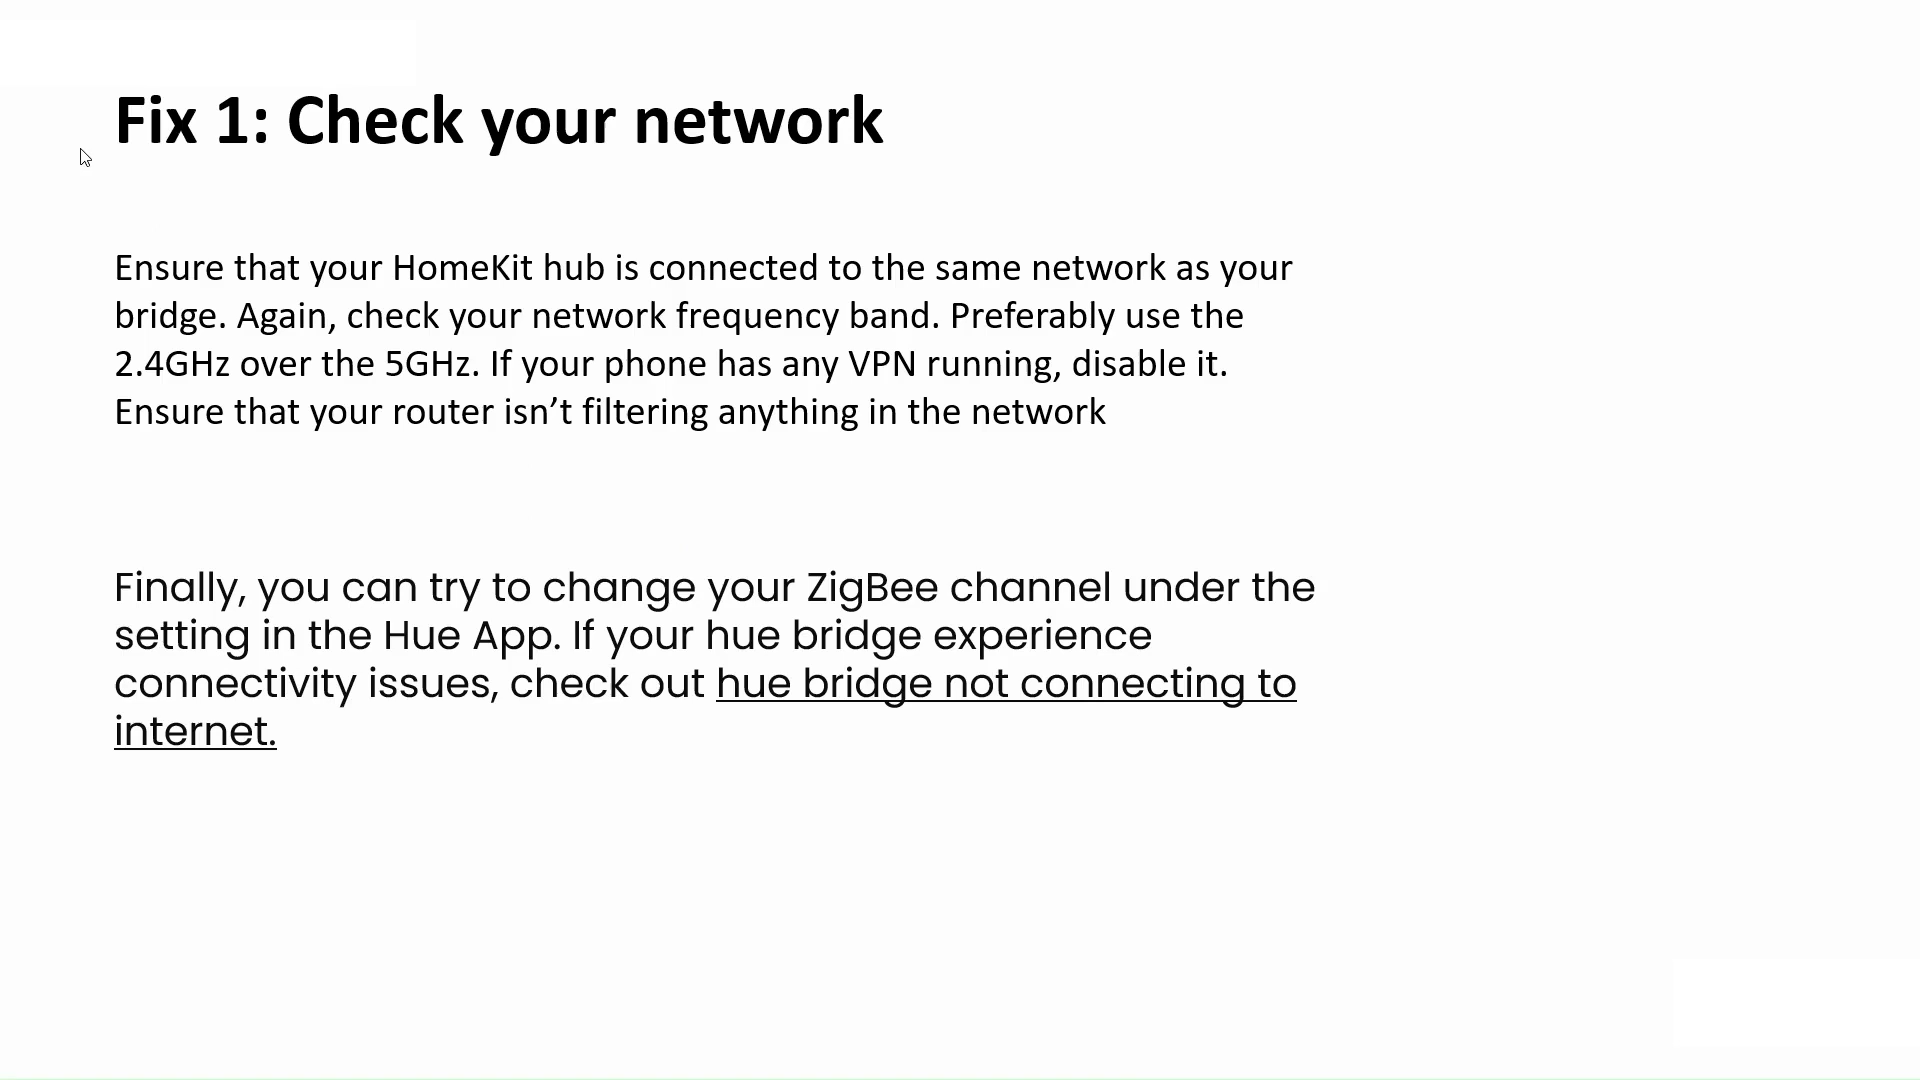 Fix 1: Check your network
Ensure that your HomeKit hub is connected to the same network as your
bridge. Again, check your network frequency band. Preferably use the
2.4GHz over the 5GHz. If your phone has any VPN running, disable it.
Ensure that your router isn’t filtering anything in the network
Finally, you can try to change your ZigBee channel under the
setting in the Hue App. If your hue bridge experience
connectivity issues, check out hue bridge not connecting to
internet.